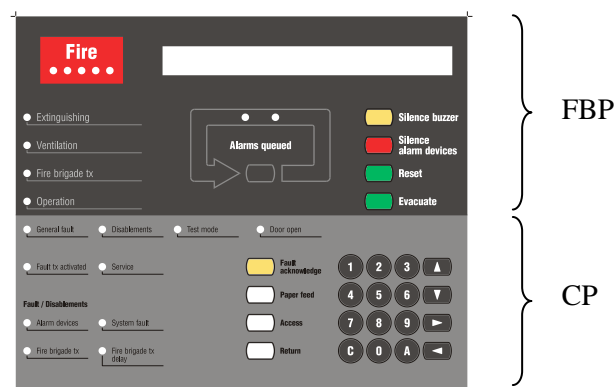 Fire
Extinguishing
Ventilation
Fire brigade tx
Operation
Alarms queued
Silence buzzer
Silence
alarm devices
Reset
Evacuate
FBP
General fault
Disablements
Test mode
Door open
Fault tx activated
Service
Fault / Disablements
Alarm devices
System fault
Fire brigade tx
Fire brigade tx
delay
Fault
acknowledge
Paper feed
Access
Return
1 2 3
4 5 6
7 8 9
C 0 A
CP